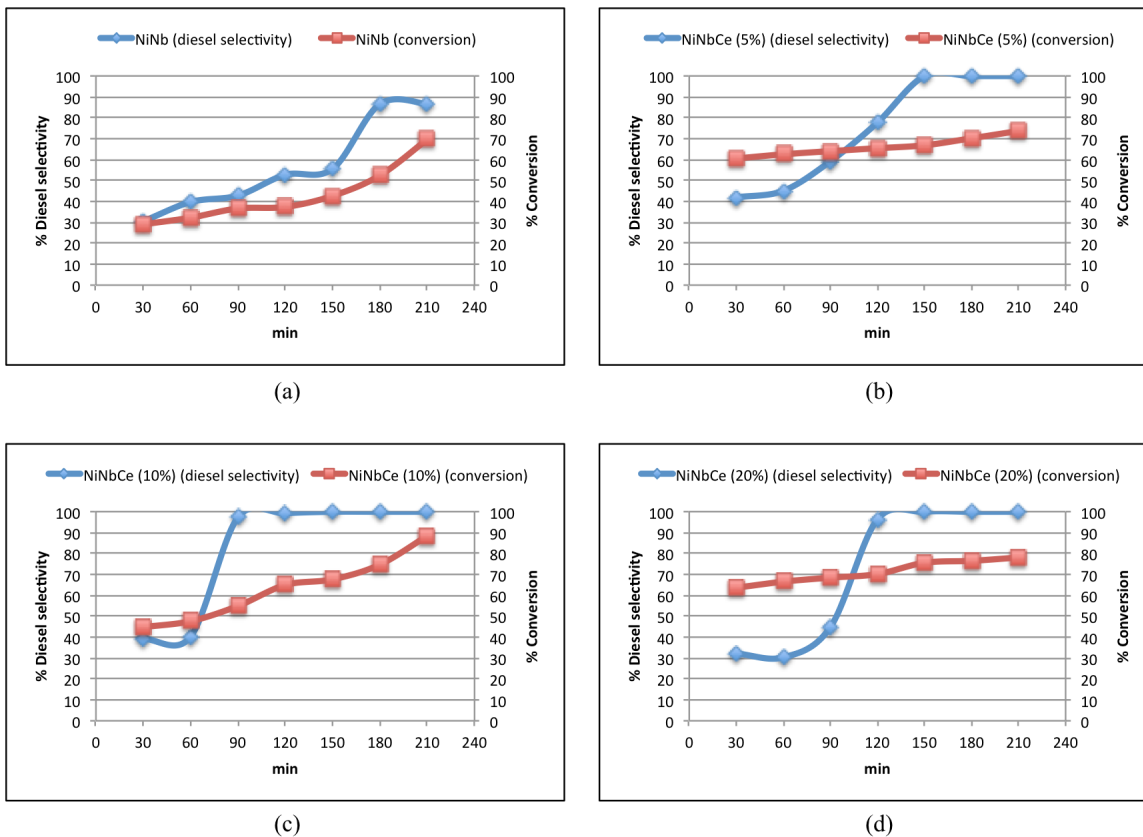 NiNb (diesel selectivity) NiNb (conversion)
100 100
90 90
80 80
70 70
60 60
50 50
40 40
30 30
20 20
10 10
0 0
% Diesel selectivity
% Conversion
0 30 60 90 120 150 180 210 240
min
(a)
NiNbCe (5%) (diesel selectivity) NiNbCe (5%) (conversion)
100 100
90 90
80 80
70 70
60 60
50 50
40 40
30 30
20 20
10 10
0 0
% Diesel selectivity
% Conversion
0 30 60 90 120 150 180 210 240
min
(b)
NiNbCe (10%) (diesel selectivity) NiNbCe (10%) (conversion)
100 100
90 90
80 80
70 70
60 60
50 50
40 40
30 30
20 20
10 10
0 0
% Diesel selectivity
% Conversion
0 30 60 90 120 150 180 210 240
min
(c)
NiNbCe (20%) (diesel selectivity) NiNbCe (20%) (conversion)
100 100
90 90
80 80
70 70
60 60
50 50
40 40
30 30
20 20
10 10
0 0
% Diesel selectivity
% Conversion
0 30 60 90 120 150 180 210 240
min
(d)